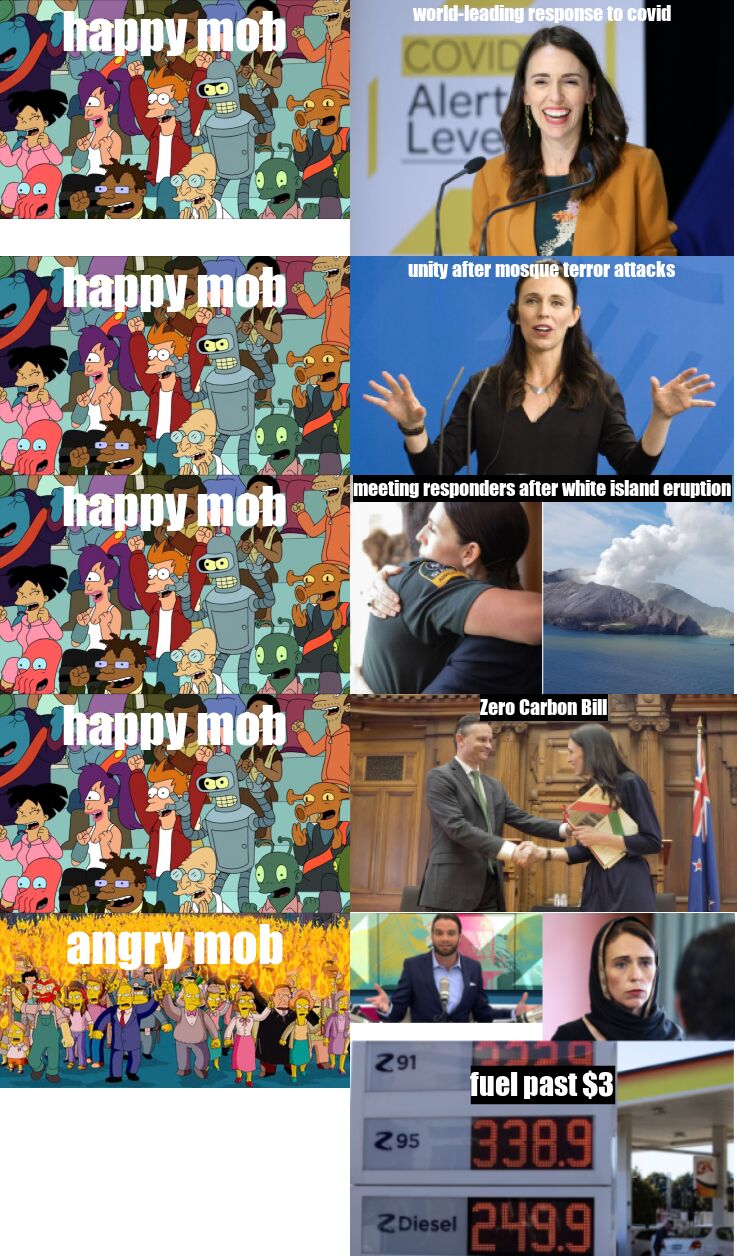 happy mob
world-leading response to covid
COVID
Alert
Leve
happy mob
unity after mosque terror attacks
happy mob
meeting responders after white island eruption
happy mob
Zero Carbon Bill
angry mob
Z 91
fuel past $3
Z 95
338.9
Z Diesel
249.9